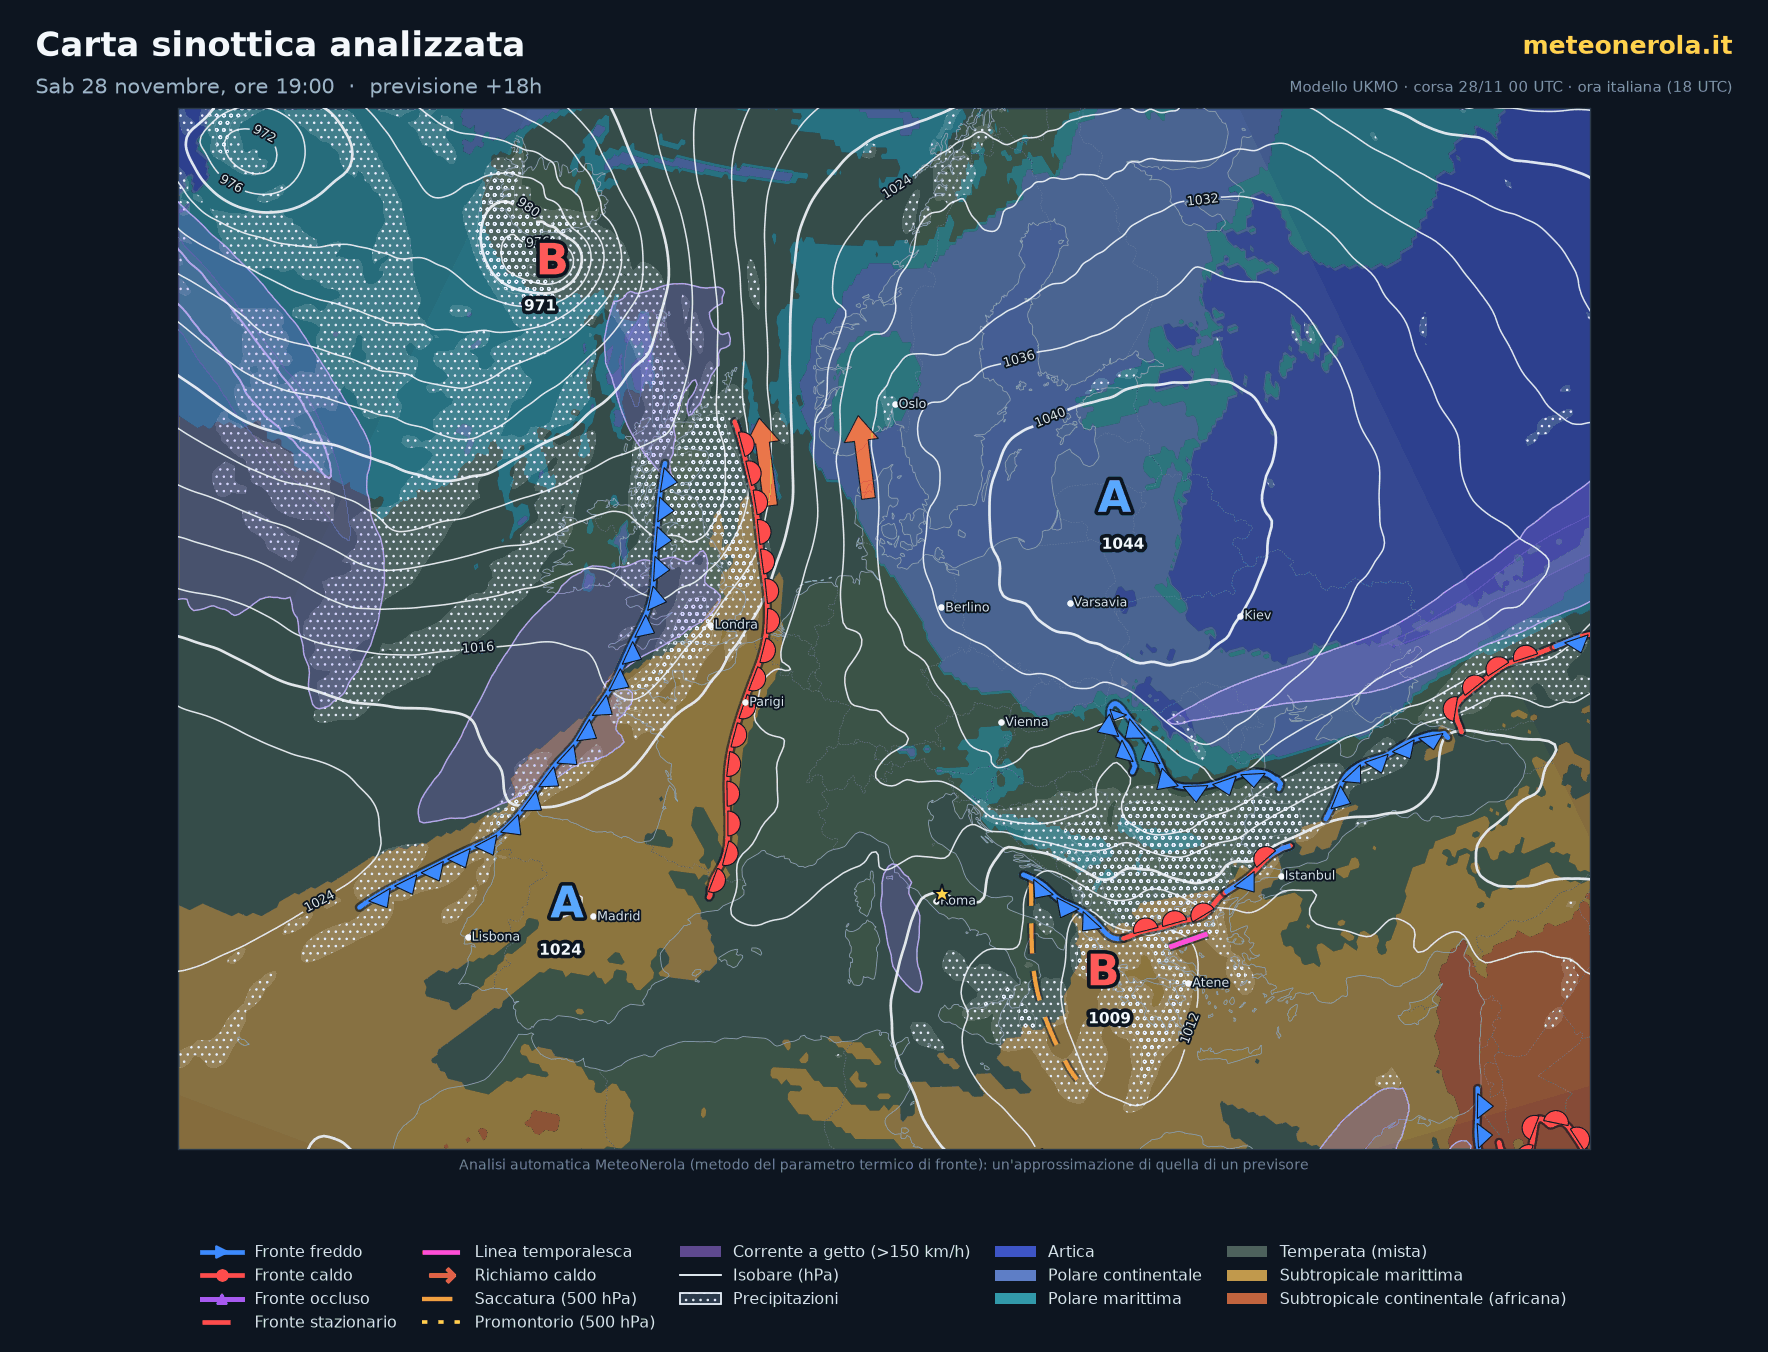 Carta sinottica analizzata
meteonerola.it
Sab 28 novembre, ore 19:00 · previsione +18h
Modello UKMO · corsa 28/11 00 UTC · ora italiana (18 UTC)
972
976
980
B
971
1024
1032
1036
1040
Oslo
A
1044
Berlino
Varsavia
Kiev
Londra
1016
Parigi
Vienna
Istanbul
1024
A
Madrid
Lisbona
1024
Roma
B
Atene
1009
1012
Analisi automatica MeteoNerola (metodo del parametro termico di fronte): un'approssimazione di quella di un previsore
Fronte freddo
Fronte caldo
Fronte occluso
Fronte stazionario
Linea temporalesca
Richiamo caldo
Saccatura (500 hPa)
Promontorio (500 hPa)
Corrente a getto (>150 km/h)
Isobare (hPa)
Precipitazioni
Artica
Polare continentale
Polare marittima
Temperata (mista)
Subtropicale marittima
Subtropicale continentale (africana)